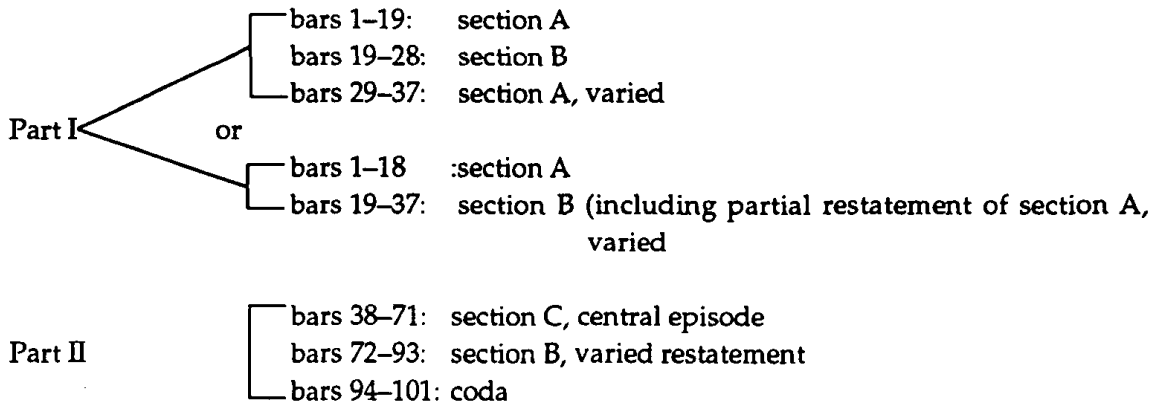 bars 1–19: section A
bars 19–28: section B
bars 29–37: section A, varied
Part I or
bars 1–18 :section A
bars 19–37: section B (including partial restatement of section A,
varied
bars 38–71: section C, central episode
Part II bars 72–93: section B, varied restatement
bars 94–101: coda